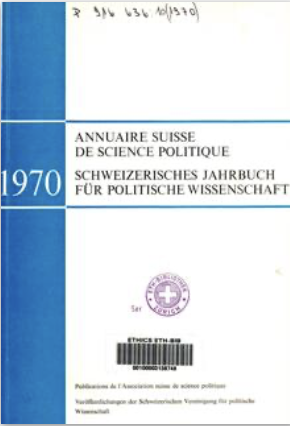 P 916 636 10(1970)
ANNUAIRE SUISSE
DE SCIENCE POLITIQUE
1970
SCHWEIZERISCHES JAHRBUCH
FÜR POLITISCHE WISSENSCHAFT
ETH-BIBLIOTHEK
ZÜRICH
ETHICS ETH-BIB
Publications de l'Association suisse de science politique
Veröffentlichungen der Schweizerischen Vereinigung für politische
Wissenschaft